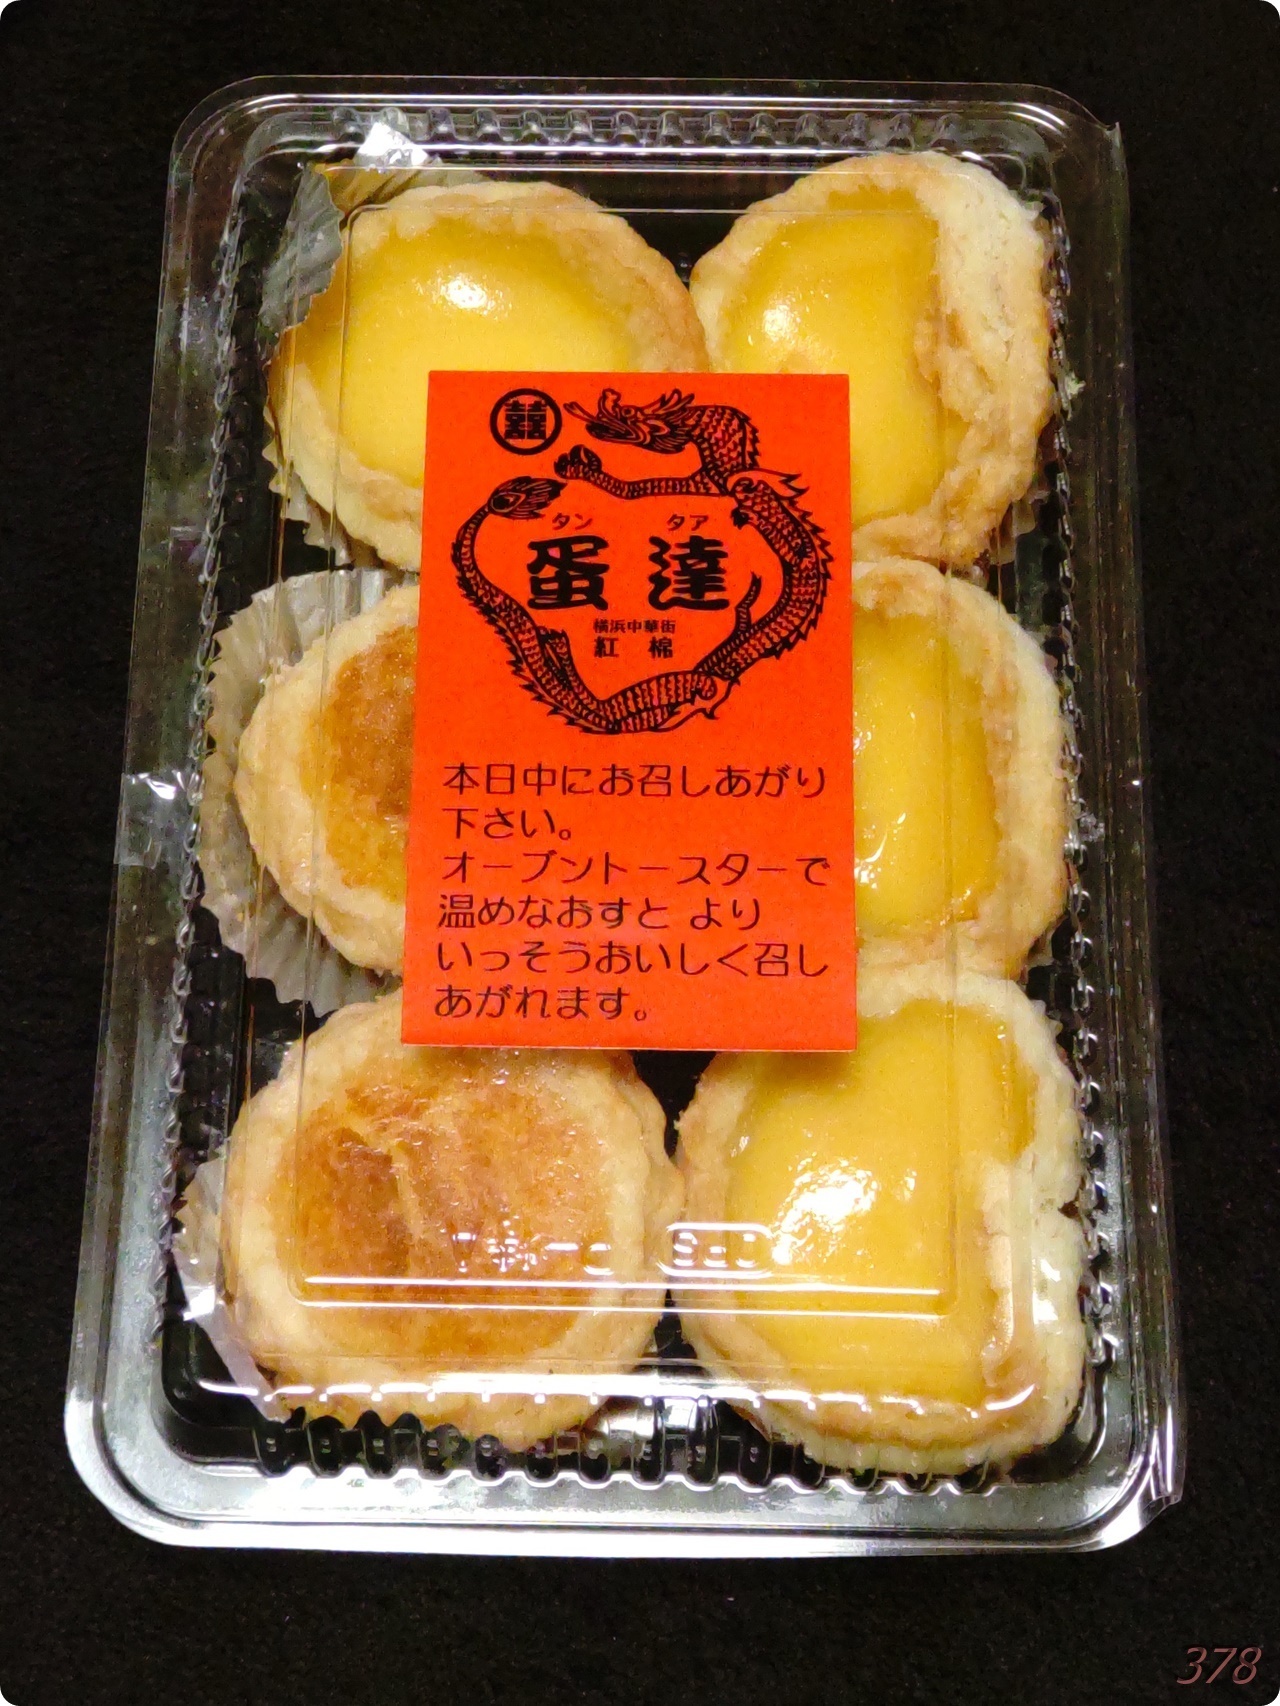 囍
タン タア
蛋 達
横浜中華街
紅 棉
本日中にお召しあがり
下さい。
オーブントースターで
温めなおすと より
いっそうおいしく召し
あがれます。
378